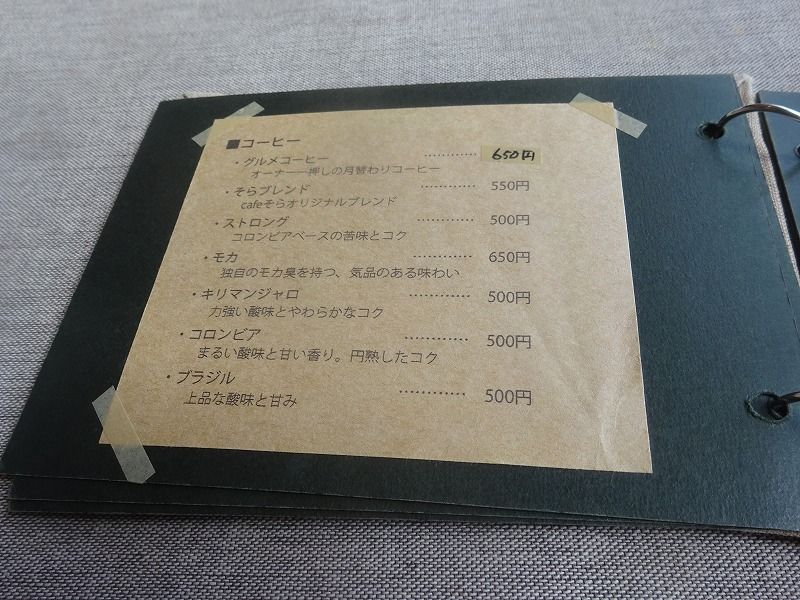 ■コーヒー
・グルメコーヒー ………… 650円
オーナー一押しの月替わりコーヒー
・そらブレンド ………… 550円
cafeそらオリジナルブレンド
・ストロング ………… 500円
コロンビアベースの苦味とコク
・モカ ………… 650円
独自のモカ臭を持つ、気品のある味わい
・キリマンジャロ ………… 500円
力強い酸味とやわらかなコク
・コロンビア ………… 500円
まるい酸味と甘い香り。円熟したコク
・ブラジル ………… 500円
上品な酸味と甘み